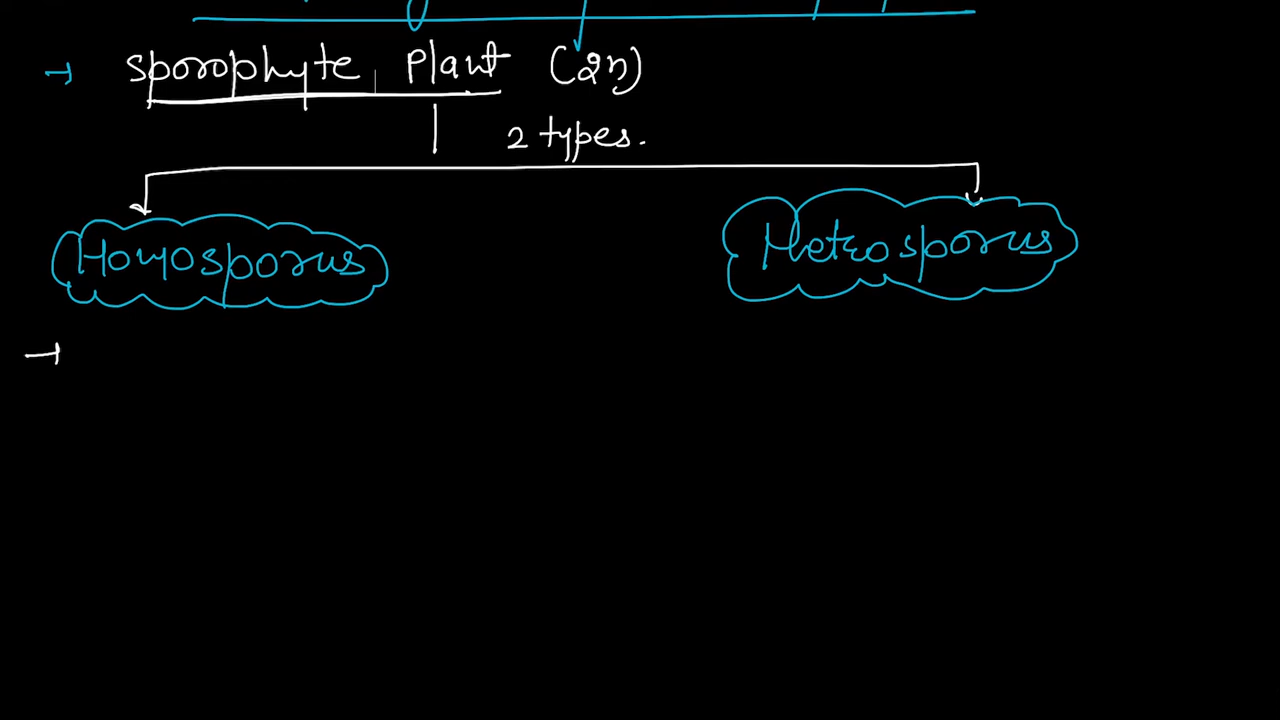 → sporophyte Plant (2n)
2 types.
Homosporus
Hetrosporus
→